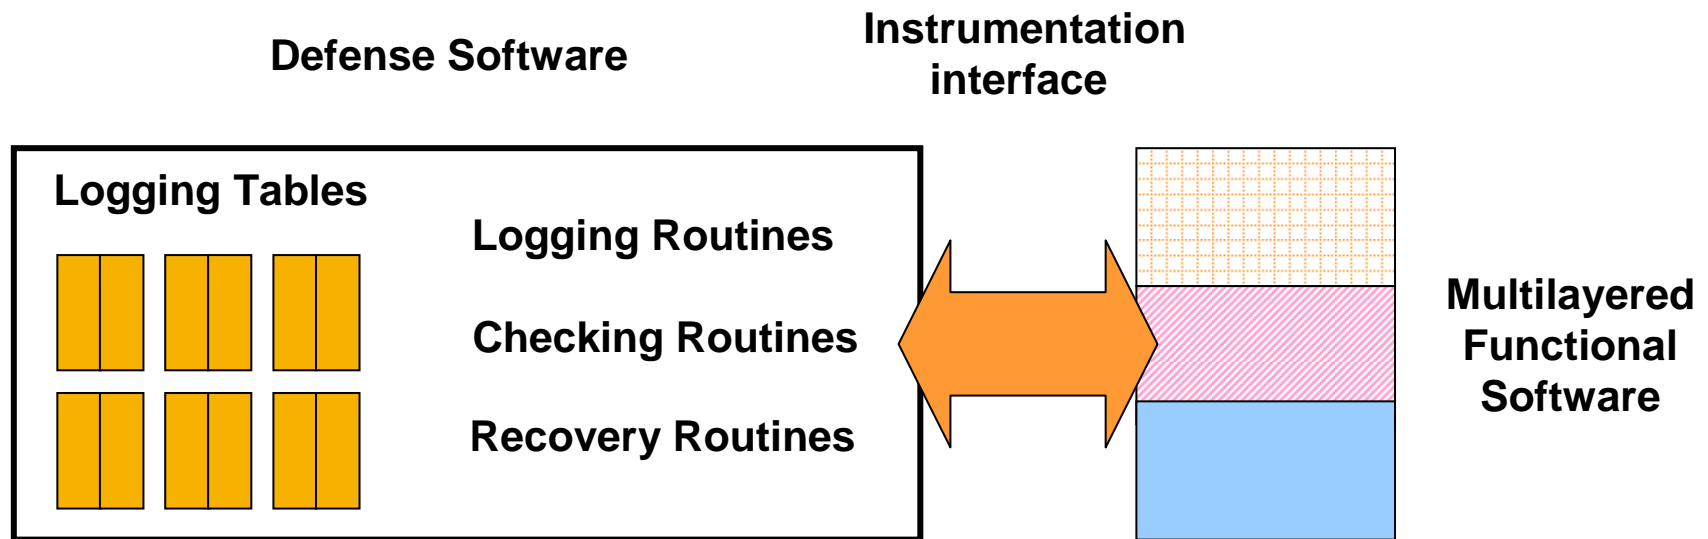 Defense Software
Instrumentation
interface
Logging Tables
Logging Routines
Checking Routines
Recovery Routines
Multilayered
Functional
Software